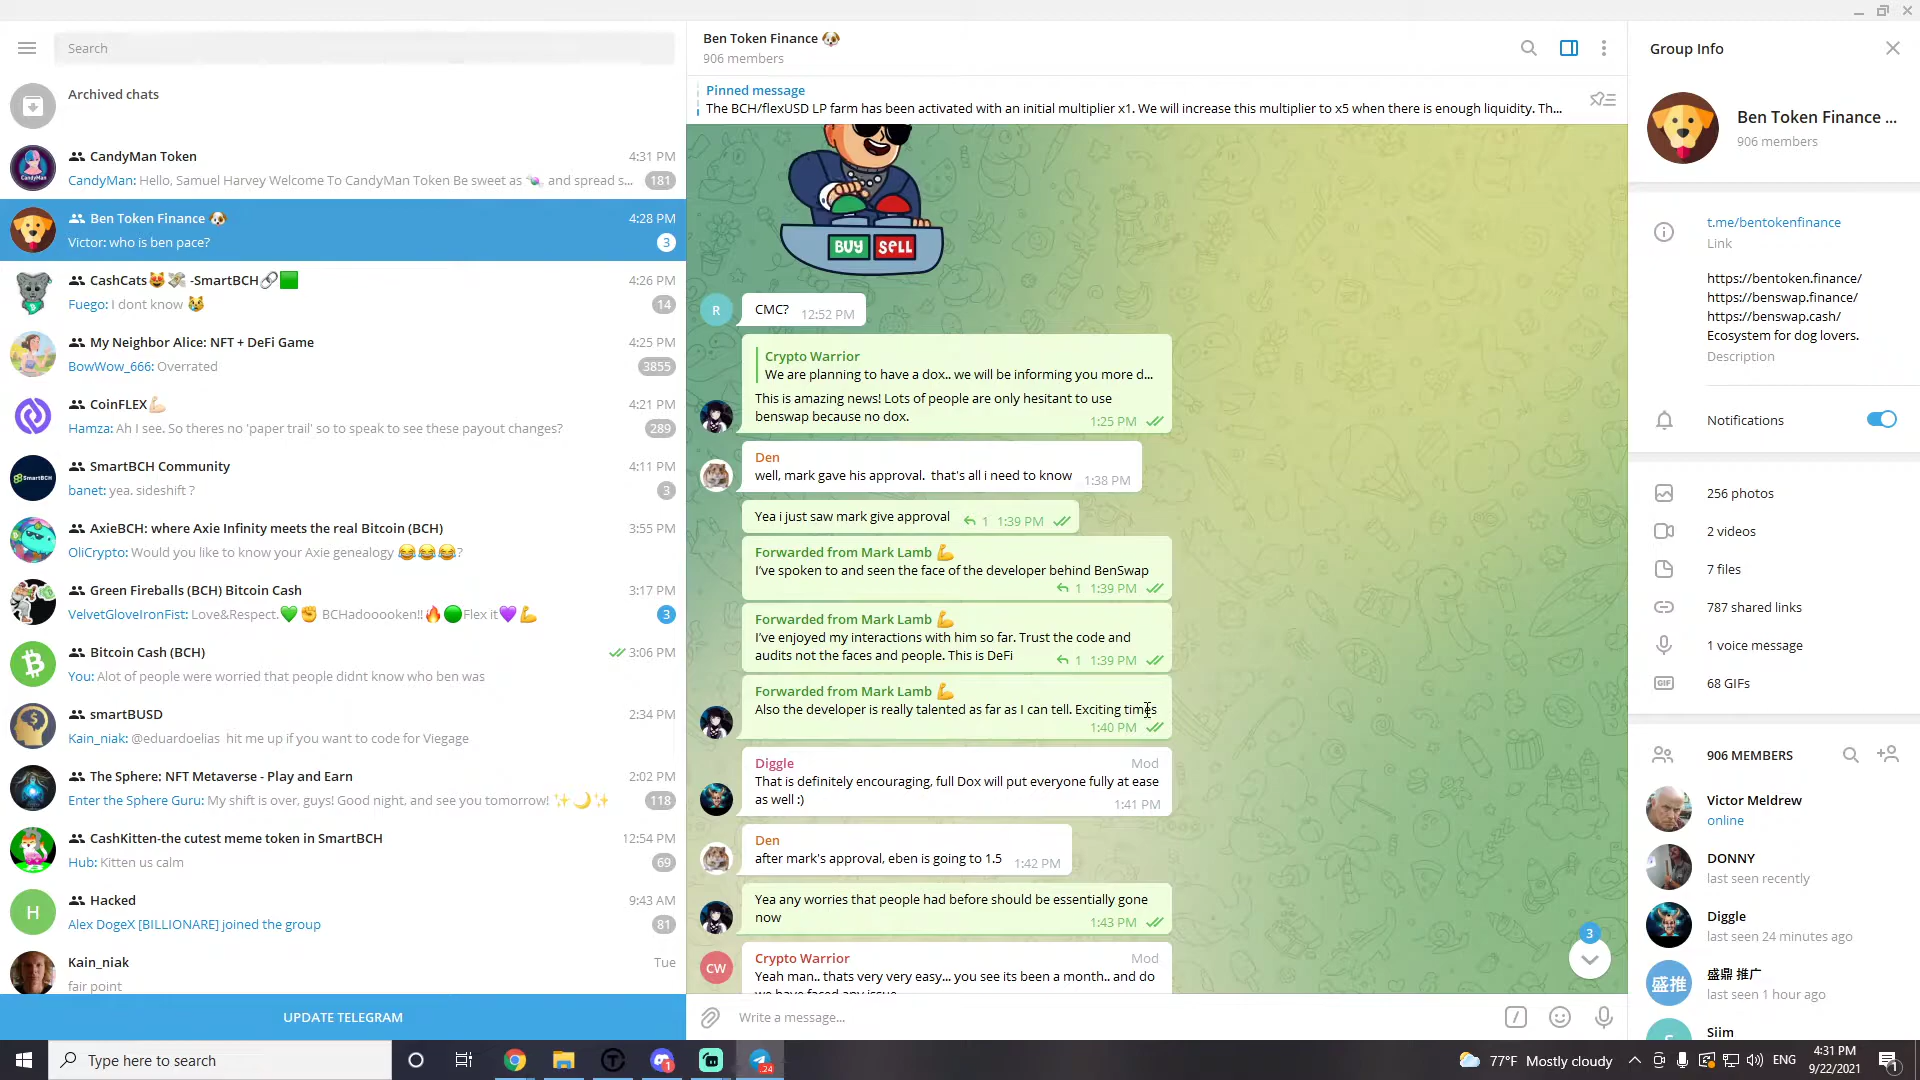 Search
Archived chats
CandyMan Token
4:31 PM
CandyMan: Hello, Samuel Harvey Welcome To CandyMan Token Be sweet as 🍬, and spread s...
181
Ben Token Finance 🐶
4:28 PM
Victor: who is ben pace?
3
CashCats😻💸 -SmartBCH🔗🟩
4:26 PM
Fuego: I dont know 😿
14
My Neighbor Alice: NFT + DeFi Game
4:25 PM
BowWow_666: Overrated
3855
CoinFLEX💪🏻
4:21 PM
Hamza: Ah I see. So theres no 'paper trail' so to speak to see these payout changes?
289
SmartBCH Community
4:11 PM
banet: yea. sideshift ?
3
AxieBCH: where Axie Infinity meets the real Bitcoin (BCH)
3:55 PM
OliCrypto: Would you like to know your Axie genealogy 😂😂😂?
Green Fireballs (BCH) Bitcoin Cash
3:17 PM
VelvetGloveIronFist: Love&Respect.💚✊ BCHadooooken!!🔥🟢Flex it💜💪
3
Bitcoin Cash (BCH)
3:06 PM
You: Alot of people were worried that people didnt know who ben was
smartBUSD
2:34 PM
Kain_niak: @eduardoelias hit me up if you want to code for Viegage
The Sphere: NFT Metaverse - Play and Earn
2:02 PM
Enter the Sphere Guru: My shift is over, guys! Good night, and see you tomorrow! ✨🌙✨
118
CashKitten-the cutest meme token in SmartBCH
12:54 PM
Hub: Kitten us calm
69
H
Hacked
9:43 AM
Alex DogeX [BILLIONARE] joined the group
81
Kain_niak
Tue
fair point
UPDATE TELEGRAM
Ben Token Finance 🐶
906 members
Pinned message
The BCH/flexUSD LP farm has been activated with an initial multiplier x1. We will increase this multiplier to x5 when there is enough liquidity. Th...
BUY SELL
R
CMC?
12:52 PM
Crypto Warrior
We are planning to have a dox.. we will be informing you more d...
This is amazing news! Lots of people are only hesitant to use
benswap because no dox.
1:25 PM
Den
well, mark gave his approval. that's all i need to know
1:38 PM
Yea i just saw mark give approval
1 1:39 PM
Forwarded from Mark Lamb 💪
I've spoken to and seen the face of the developer behind BenSwap
1 1:39 PM
Forwarded from Mark Lamb 💪
I've enjoyed my interactions with him so far. Trust the code and
audits not the faces and people. This is DeFi
1 1:39 PM
Forwarded from Mark Lamb 💪
Also the developer is really talented as far as I can tell. Exciting times
1:40 PM
Diggle
Mod
That is definitely encouraging, full Dox will put everyone fully at ease
as well :)
1:41 PM
Den
after mark's approval, eben is going to 1.5
1:42 PM
Yea any worries that people had before should be essentially gone
now
1:43 PM
CW
Crypto Warrior
Mod
Yeah man.. thats very very easy... you see its been a month.. and do
we have faced any issue
3
Write a message...
Group Info
Ben Token Finance ...
906 members
t.me/bentokenfinance
Link
https://bentoken.finance/
https://benswap.finance/
https://benswap.cash/
Ecosystem for dog lovers.
Description
Notifications
256 photos
2 videos
7 files
787 shared links
1 voice message
GIF
68 GIFs
906 MEMBERS
Victor Meldrew
online
DONNY
last seen recently
Diggle
last seen 24 minutes ago
盛推
盛鼎 推广
last seen 1 hour ago
Siim
Type here to search
1
.24
77°F Mostly cloudy
ENG
4:31 PM
9/22/2021
1